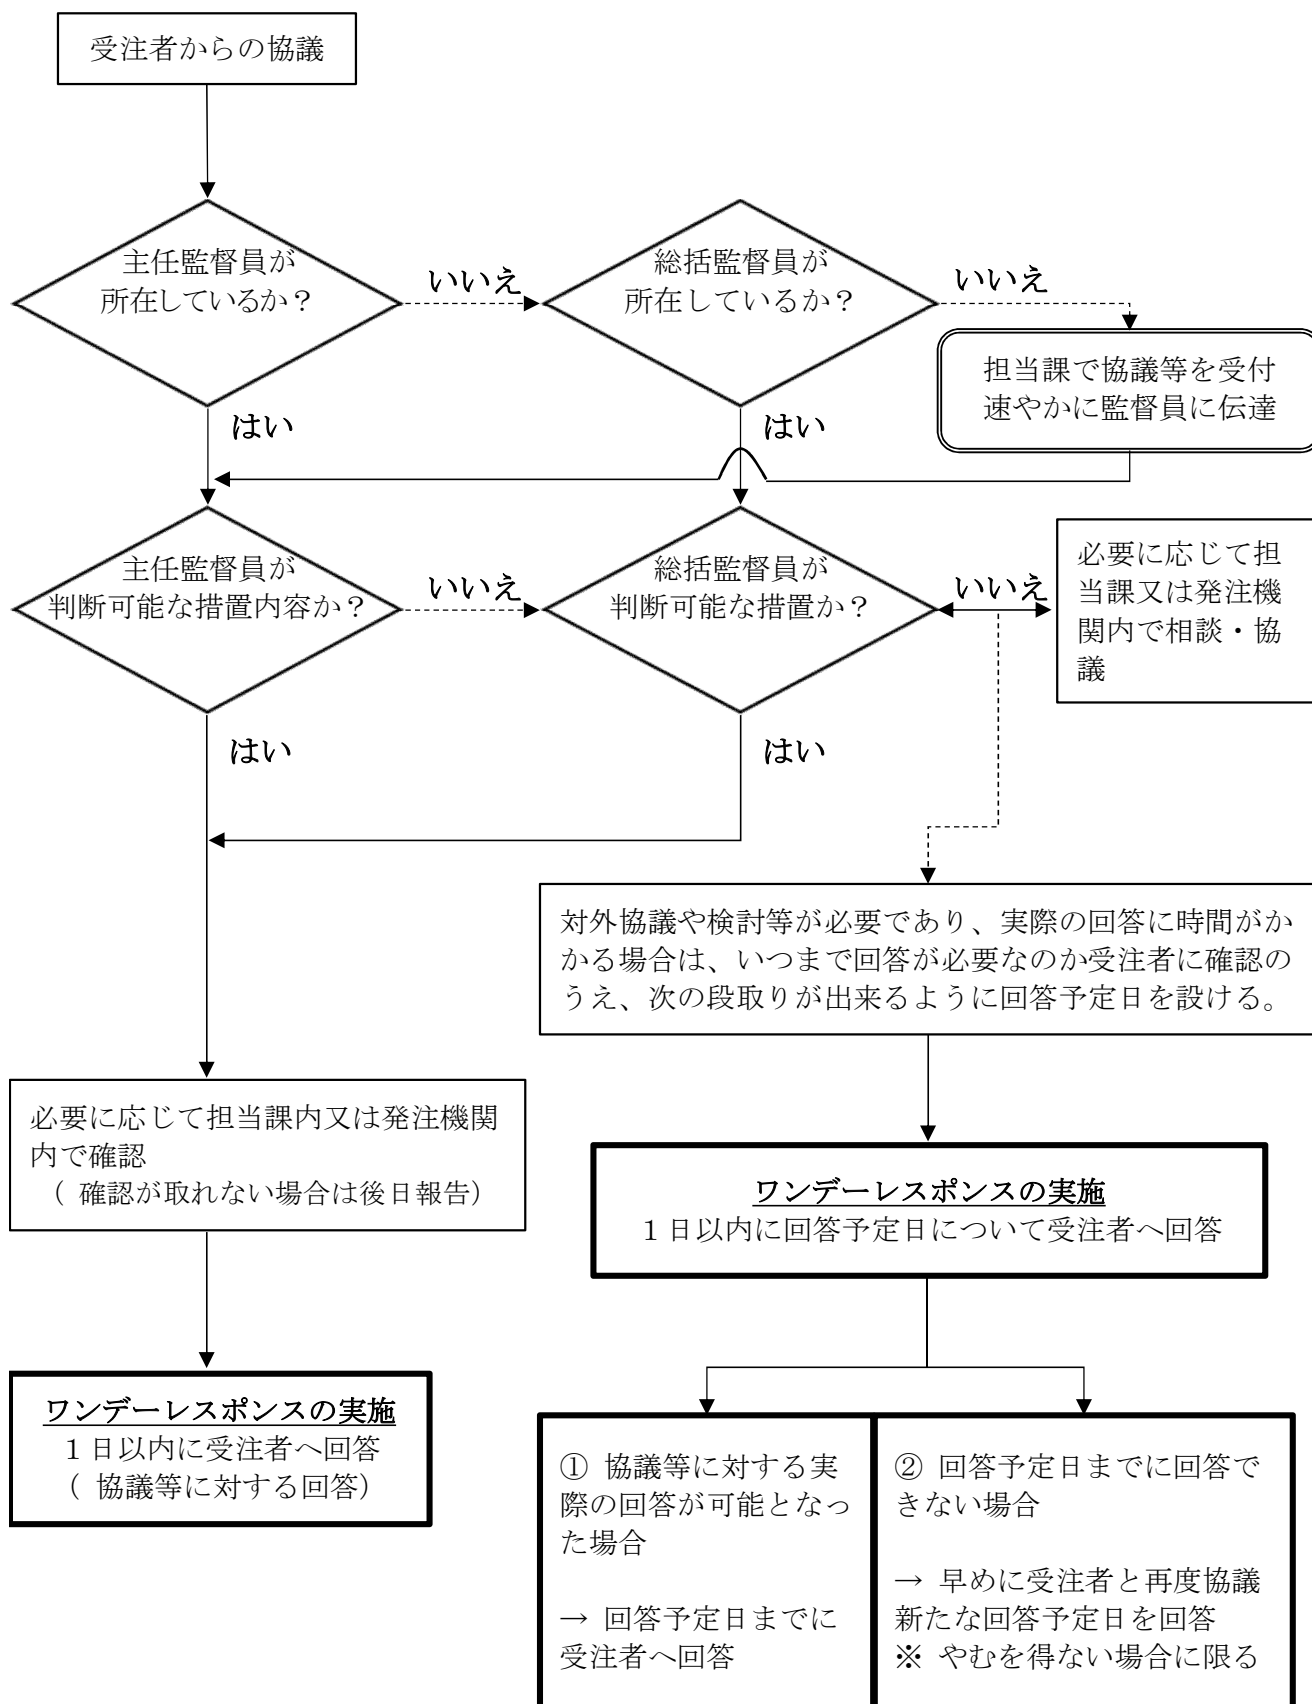 受注者からの協議
主任監督員が
所在しているか？
いいえ
総括監督員が
所在しているか？
いいえ
担当課で協議等を受付
速やかに監督員に伝達
はい
はい
主任監督員が
判断可能な措置内容か？
いいえ
総括監督員が
判断可能な措置か？
いいえ
必要に応じて担
当課又は発注機
関内で相談・協
議
はい
はい
対外協議や検討等が必要であり、実際の回答に時間がか
かる場合は、いつまで回答が必要なのか受注者に確認の
うえ、次の段取りが出来るように回答予定日を設ける。
必要に応じて担当課内又は発注機関
内で確認
（ 確認が取れない場合は後日報告）
ワンデーレスポンスの実施
１日以内に回答予定日について受注者へ回答
ワンデーレスポンスの実施
１日以内に受注者へ回答
（ 協議等に対する回答）
① 協議等に対する実
際の回答が可能となっ
た場合
→ 回答予定日までに
受注者へ回答
② 回答予定日までに回答で
きない場合
→ 早めに受注者と再度協議
新たな回答予定日を回答
※ やむを得ない場合に限る